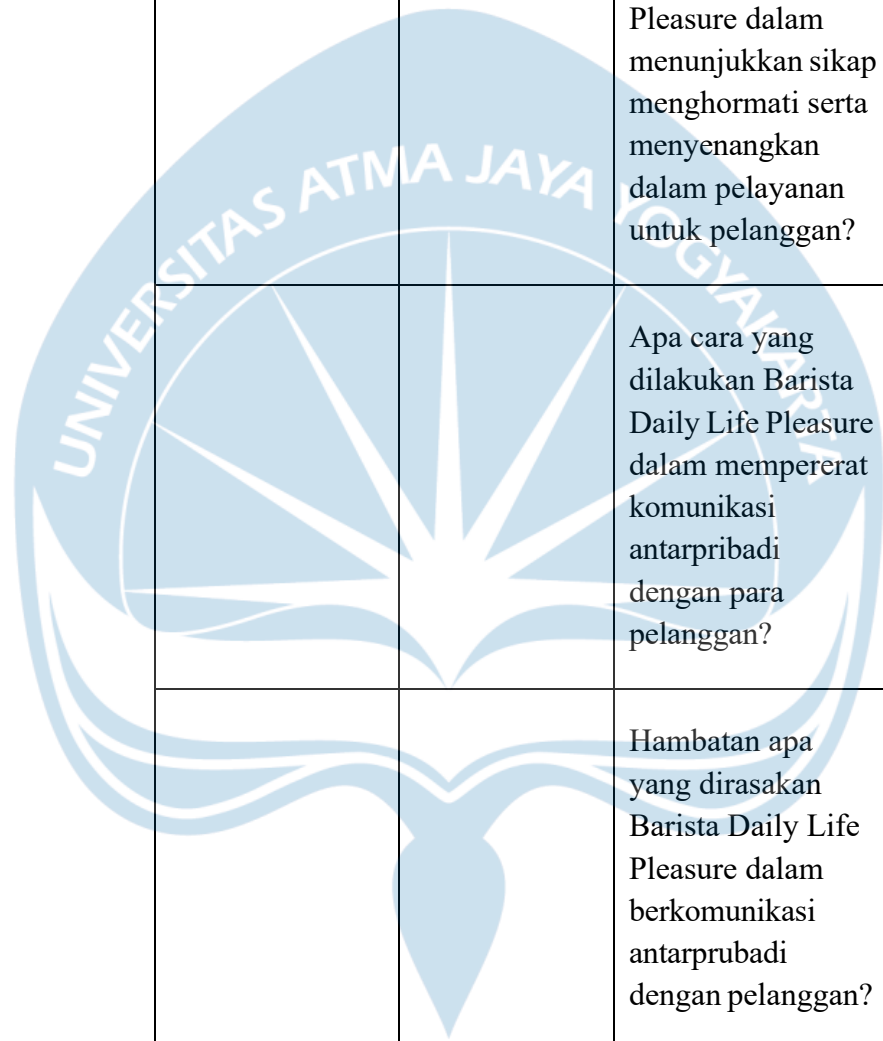 Pleasure dalam
menunjukkan sikap
menghormati serta
menyenangkan
dalam pelayanan
untuk pelanggan?
UNIVERSITAS ATMA JAYA YOGYAKARTA
Apa cara yang
dilakukan Barista
Daily Life Pleasure
dalam mempererat
komunikasi
antarpribadi
dengan para
pelanggan?
Hambatan apa
yang dirasakan
Barista Daily Life
Pleasure dalam
berkomunikasi
antarprubadi
dengan pelanggan?